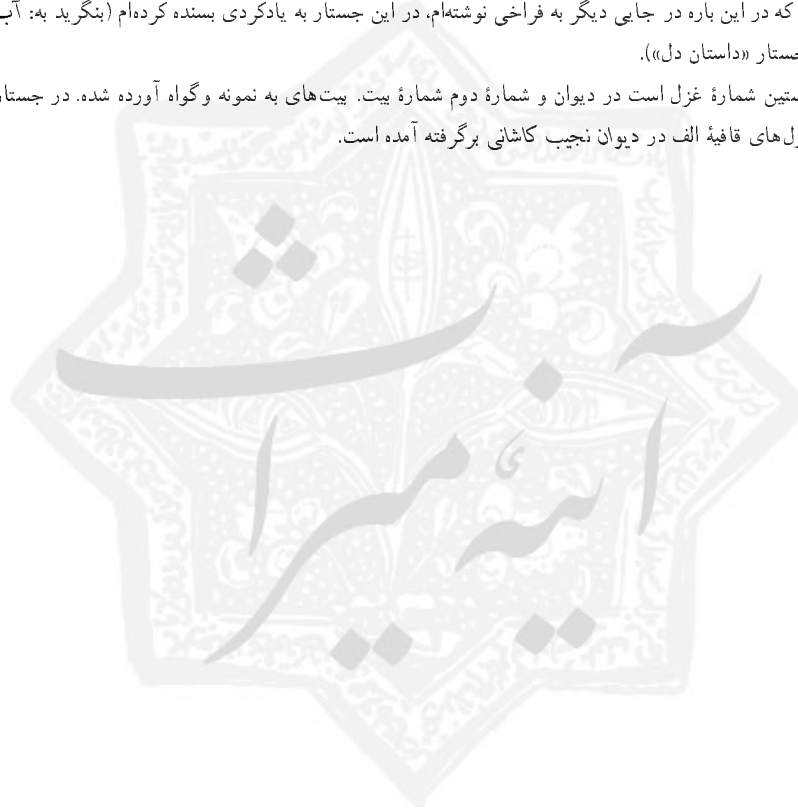 که در این باره در جایی دیگر به فراخی نوشته‌ام، در این جستار به یادکردی بسنده کرده‌ام (بنگرید به: آب
جستار «داستان دل»).
ستین شمارهٔ غزل است در دیوان و شمارهٔ دوم شمارهٔ بیت. بیت‌های به نمونه و گواه آورده شده. در جستار
ل‌های قافیهٔ الف در دیوان نجیب کاشانی برگرفته آمده است.
آینهٔ میراث